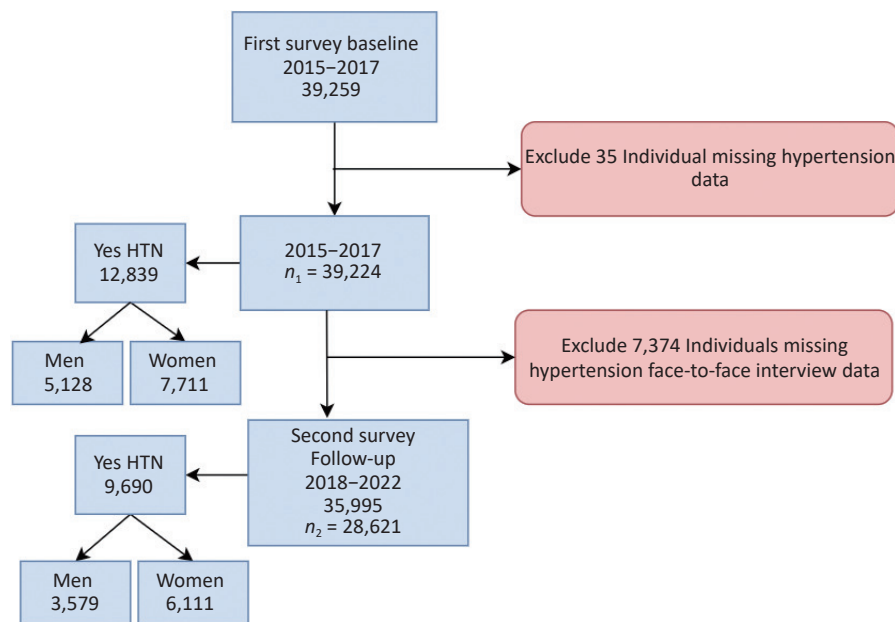 First survey baseline
2015−2017
39,259
Exclude 35 Individual missing hypertension
data
2015−2017
n₁ = 39,224
Yes HTN
12,839
Men
5,128
Women
7,711
Exclude 7,374 Individuals missing
hypertension face-to-face interview data
Second survey
Follow-up
2018−2022
35,995
n₂ = 28,621
Yes HTN
9,690
Men
3,579
Women
6,111